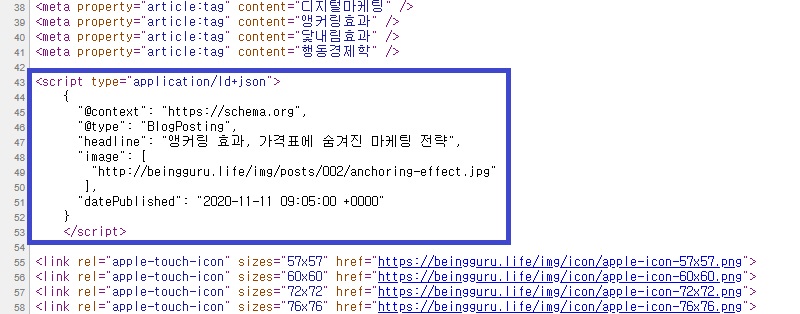 38 <meta property="article:tag" content="디지털마케팅" />
39 <meta property="article:tag" content="앵커링효과" />
40 <meta property="article:tag" content="닻내림효과" />
41 <meta property="article:tag" content="행동경제학" />
42
43 <script type="application/ld+json">
44 {
45 "@context": "https://schema.org",
46 "@type": "BlogPosting",
47 "headline": "앵커링 효과, 가격표에 숨겨진 마케팅 전략",
48 "image": [
49 "http://beingguru.life/img/posts/002/anchoring-effect.jpg"
50 ],
51 "datePublished": "2020-11-11 09:05:00 +0000"
52 }
53 </script>
54
55 <link rel="apple-touch-icon" sizes="57x57" href="https://beingguru.life/img/icon/apple-icon-57x57.png">
56 <link rel="apple-touch-icon" sizes="60x60" href="https://beingguru.life/img/icon/apple-icon-60x60.png">
57 <link rel="apple-touch-icon" sizes="72x72" href="https://beingguru.life/img/icon/apple-icon-72x72.png">
58 <link rel="apple-touch-icon" sizes="76x76" href="https://beingguru.life/img/icon/apple-icon-76x76.png">